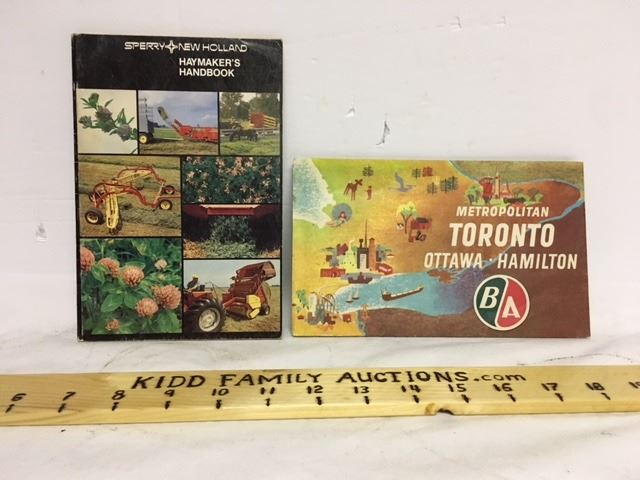 SPERRY NEW HOLLAND
HAYMAKER'S
HANDBOOK
METROPOLITAN
TORONTO
OTTAWA · HAMILTON
BA
KIDD FAMILY AUCTIONS.com
6 7 8 9 10 11 12 13 14 15 16 17 18